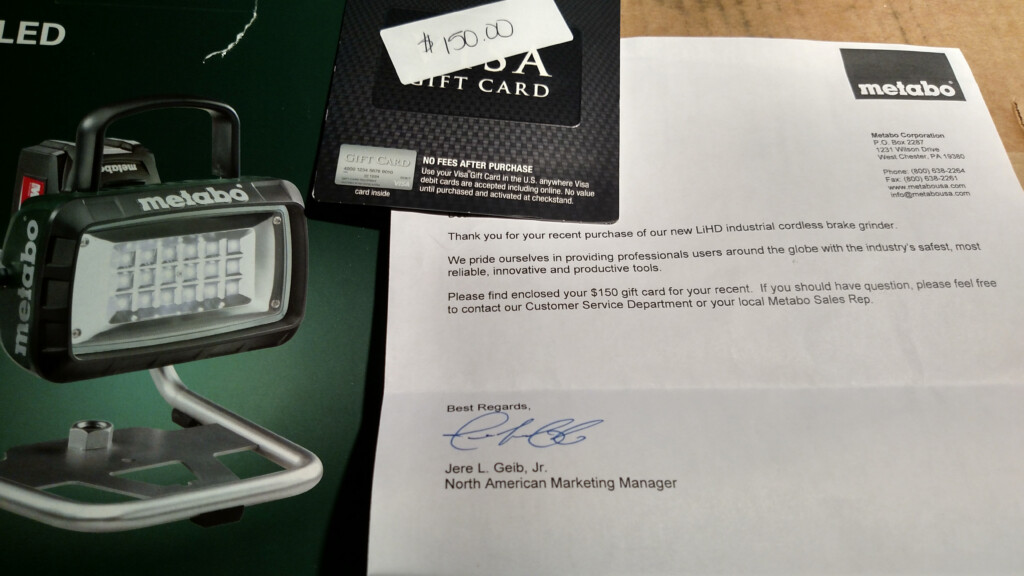 LED
metabo
metabo
metabo
$150.00
SA
GIFT CARD
GIFT CARD
card inside
NO FEES AFTER PURCHASE
Use your Visa Gift Card in the U.S. anywhere Visa
debit cards are accepted including online. No value
until purchased and activated at checkstand.
metabo
Metabo Corporation
P.O. Box 2287
1231 Wilson Drive
West Chester, PA 19380
Phone: (800) 638-2264
Fax: (800) 638-2261
www.metabousa.com
info@metabousa.com
Thank you for your recent purchase of our new LiHD industrial cordless brake grinder.
We pride ourselves in providing professionals users around the globe with the industry's safest, most
reliable, innovative and productive tools.
Please find enclosed your $150 gift card for your recent. If you should have question, please feel free
to contact our Customer Service Department or your local Metabo Sales Rep.
Best Regards,
Jere L. Geib, Jr.
North American Marketing Manager